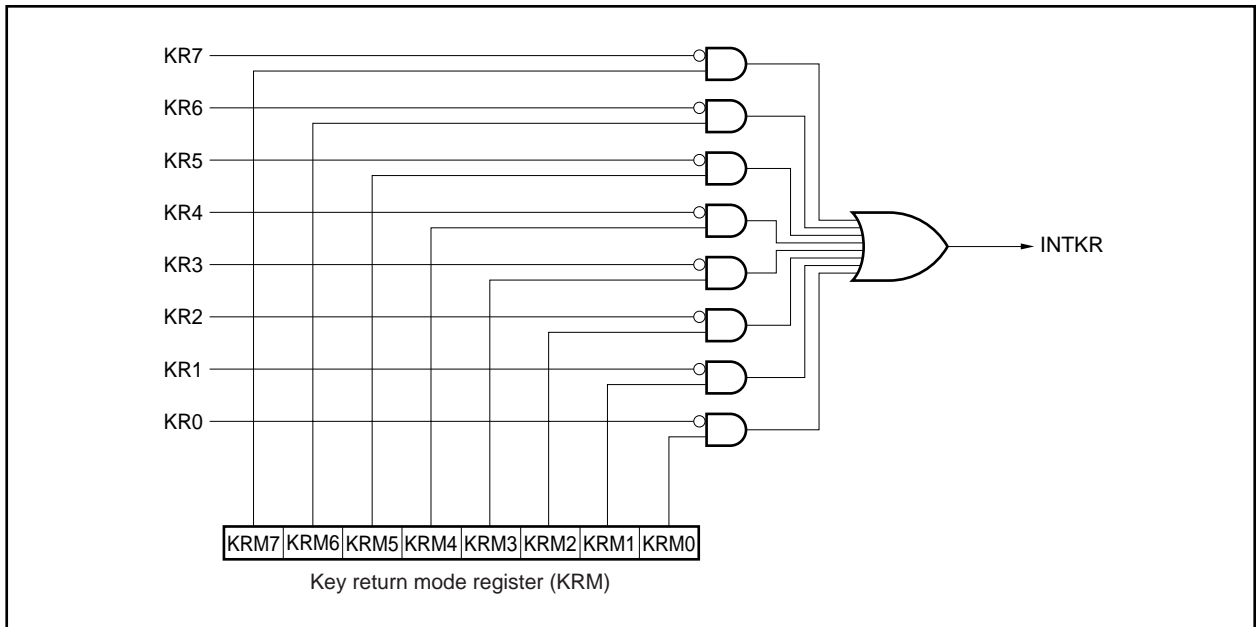 KR7
KR6
KR5
KR4
KR3
KR2
KR1
KR0
INTKR
KRM7 KRM6 KRM5 KRM4 KRM3 KRM2 KRM1 KRM0
Key return mode register (KRM)